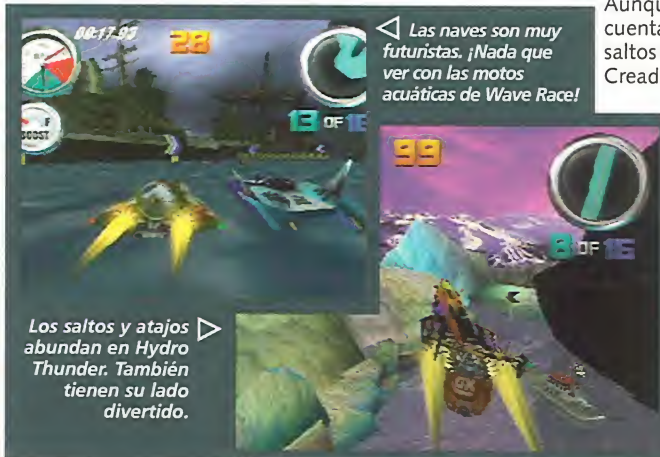 Aunqu
cuenta
saltos
Cread
◁ Las naves son muy
futuristas. ¡Nada que
ver con las motos
acuáticas de Wave Race!
00:17.93
28
F
BOOST
13 OF 16
99
8 OF 16
Los saltos y atajos ▷
abundan en Hydro
Thunder. También
tienen su lado
divertido.